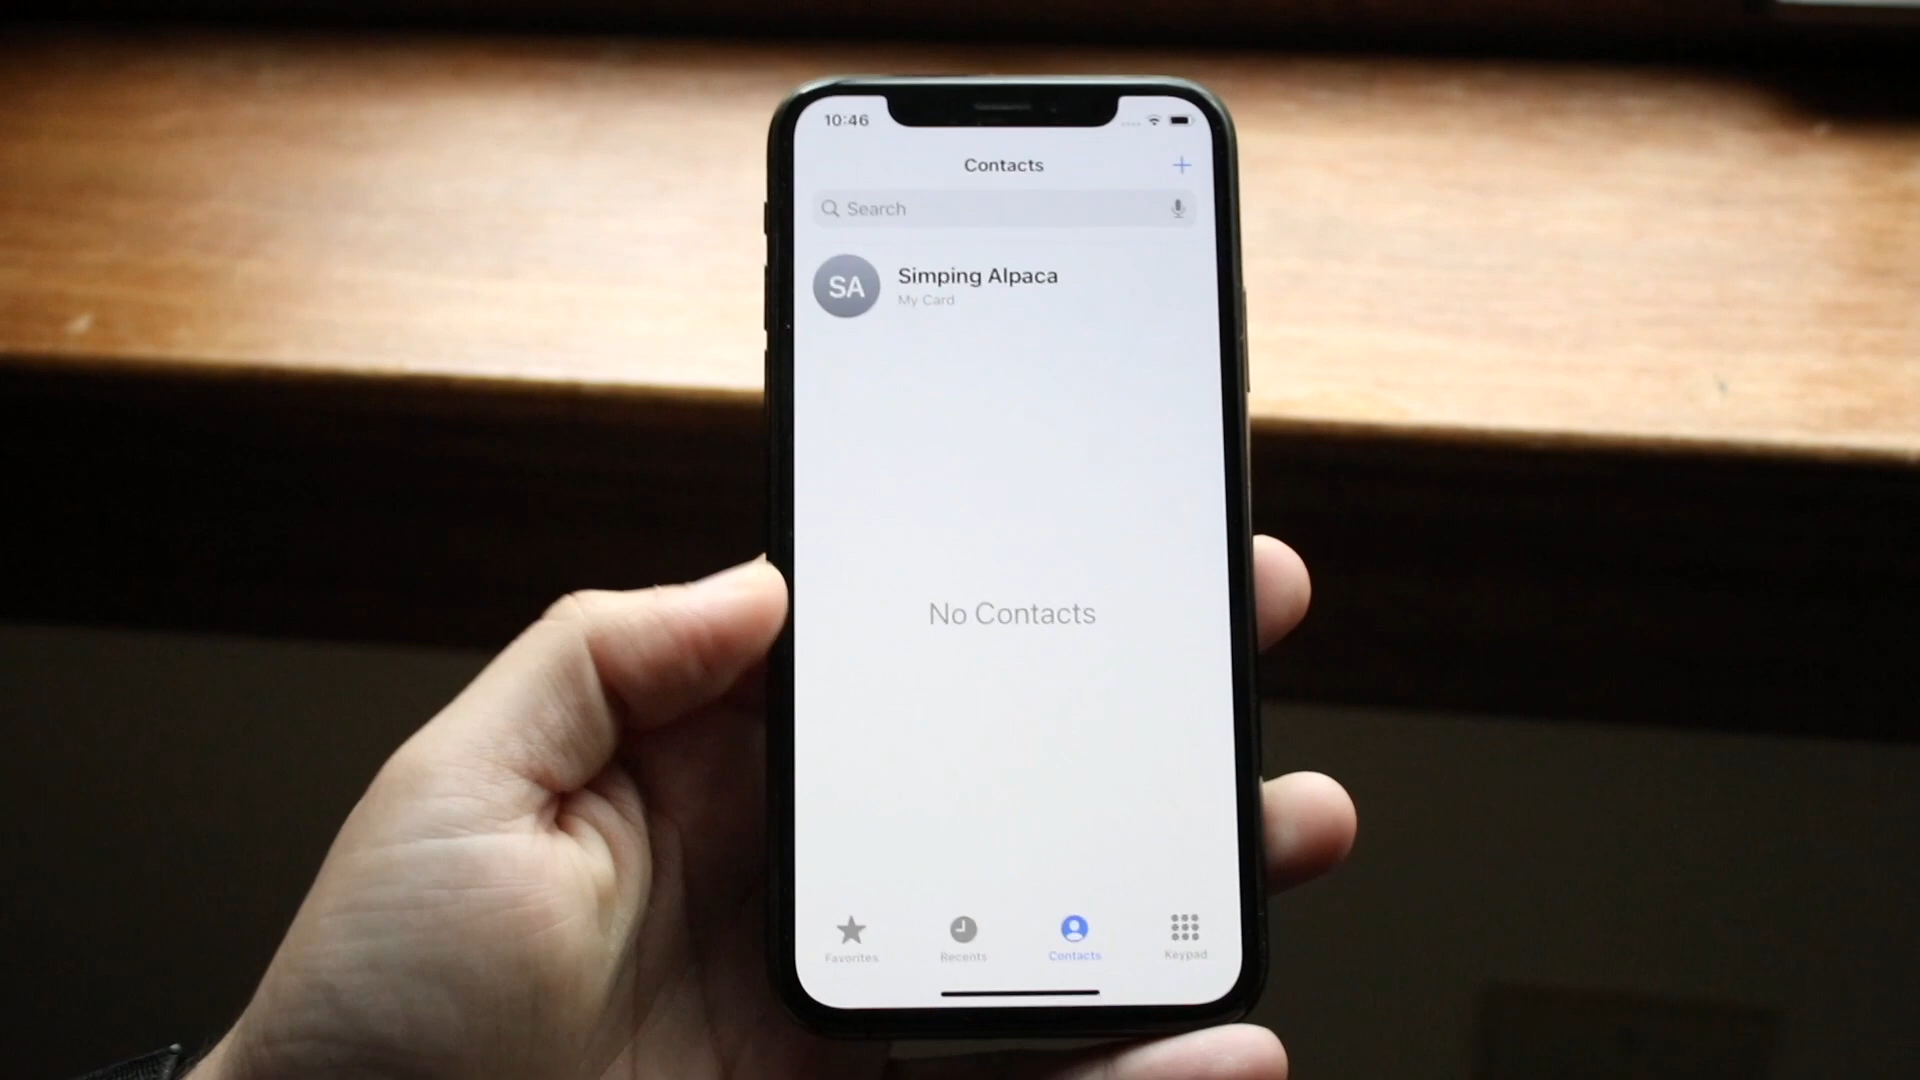 10:46
Contacts
Search
SA
Simping Alpaca
My Card
No Contacts
Favorites
Recents
Contacts
Keypad